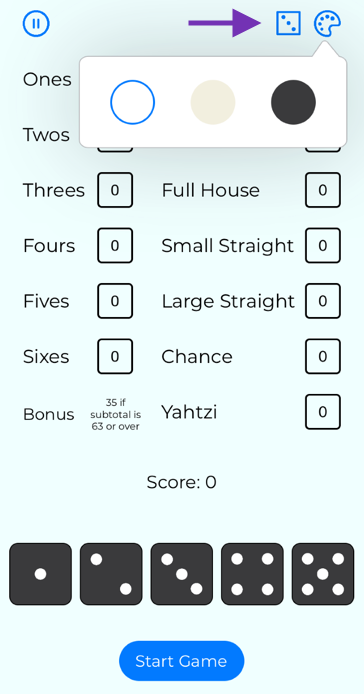 Ones
Twos
Threes 0 Full House 0
Fours 0 Small Straight 0
Fives 0 Large Straight 0
Sixes 0 Chance 0
Bonus 35 if
subtotal is
63 or over
Yahtzi 0
Score: 0
Start Game